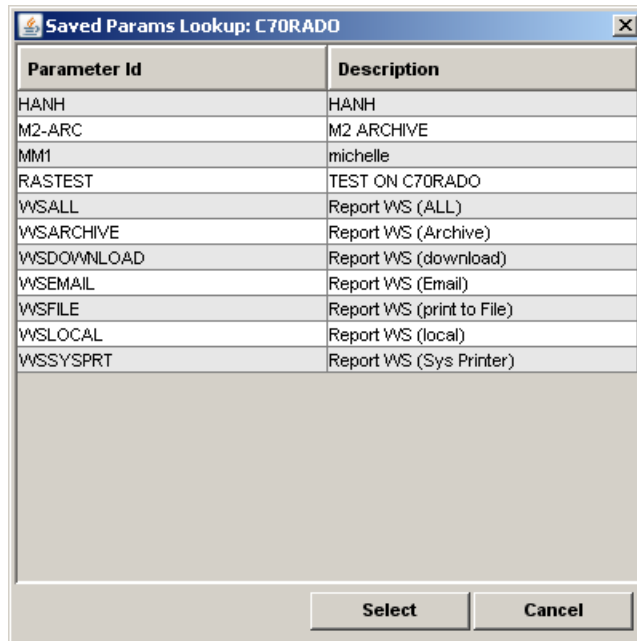 Saved Params Lookup: C70RADO
Parameter Id Description
HANH HANH
M2-ARC M2 ARCHIVE
MM1 michelle
RASTEST TEST ON C70RADO
WSALL Report WS (ALL)
WSARCHIVE Report WS (Archive)
WSDOWNLOAD Report WS (download)
WSEMAIL Report WS (Email)
WSFILE Report WS (print to File)
WSLOCAL Report WS (local)
WSSYSPRT Report WS (Sys Printer)
Select Cancel